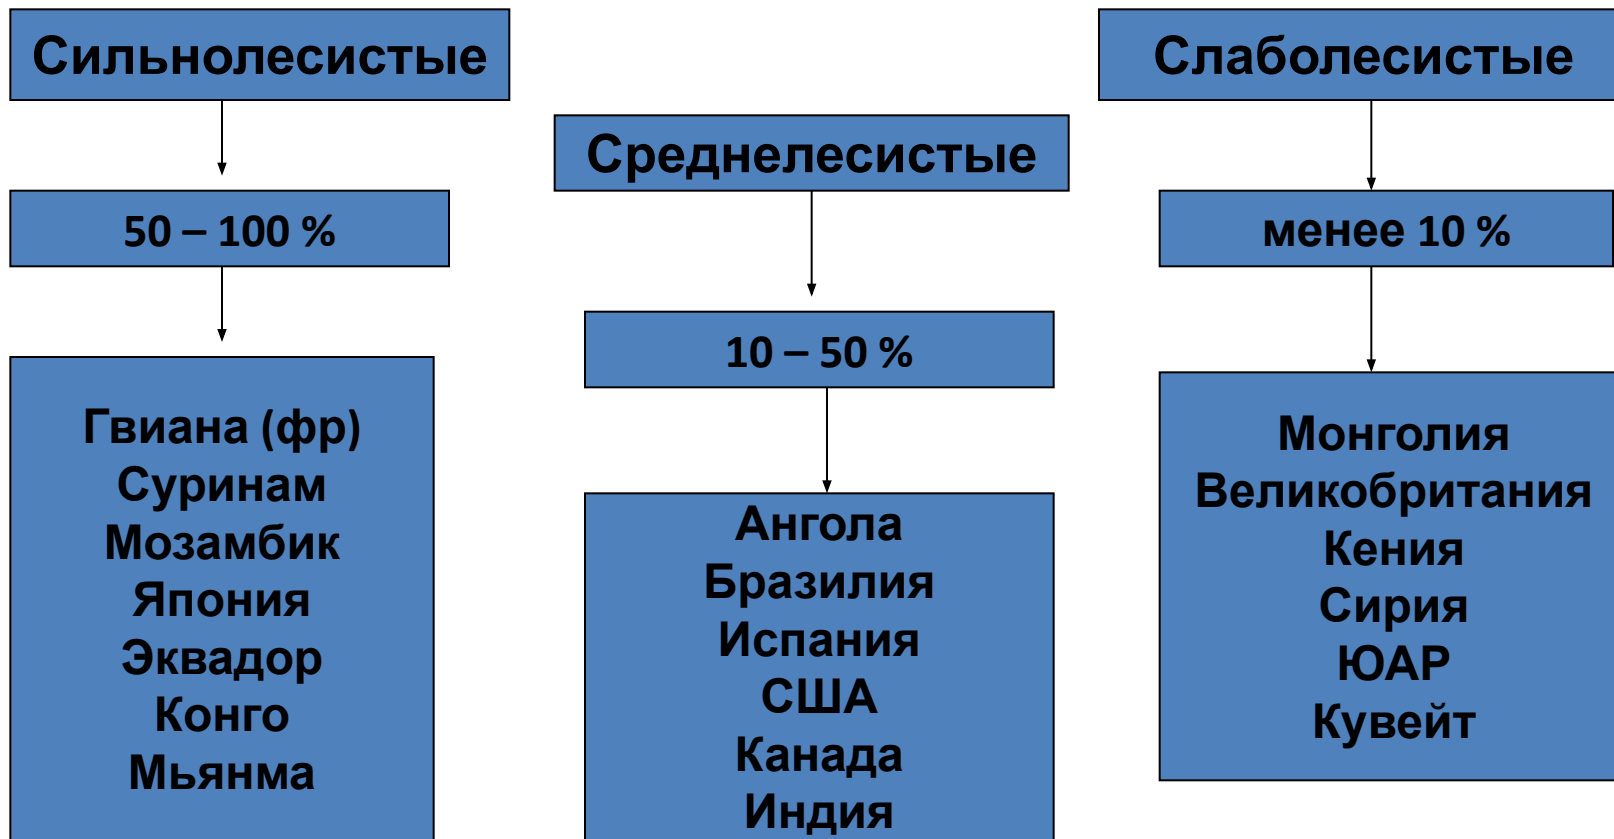 Сильнолесистые
50 – 100 %
Гвиана (фр)
Суринам
Мозамбик
Япония
Эквадор
Конго
Мьянма
Среднелесистые
10 – 50 %
Ангола
Бразилия
Испания
США
Канада
Индия
Слаболесистые
менее 10 %
Монголия
Великобритания
Кения
Сирия
ЮАР
Кувейт